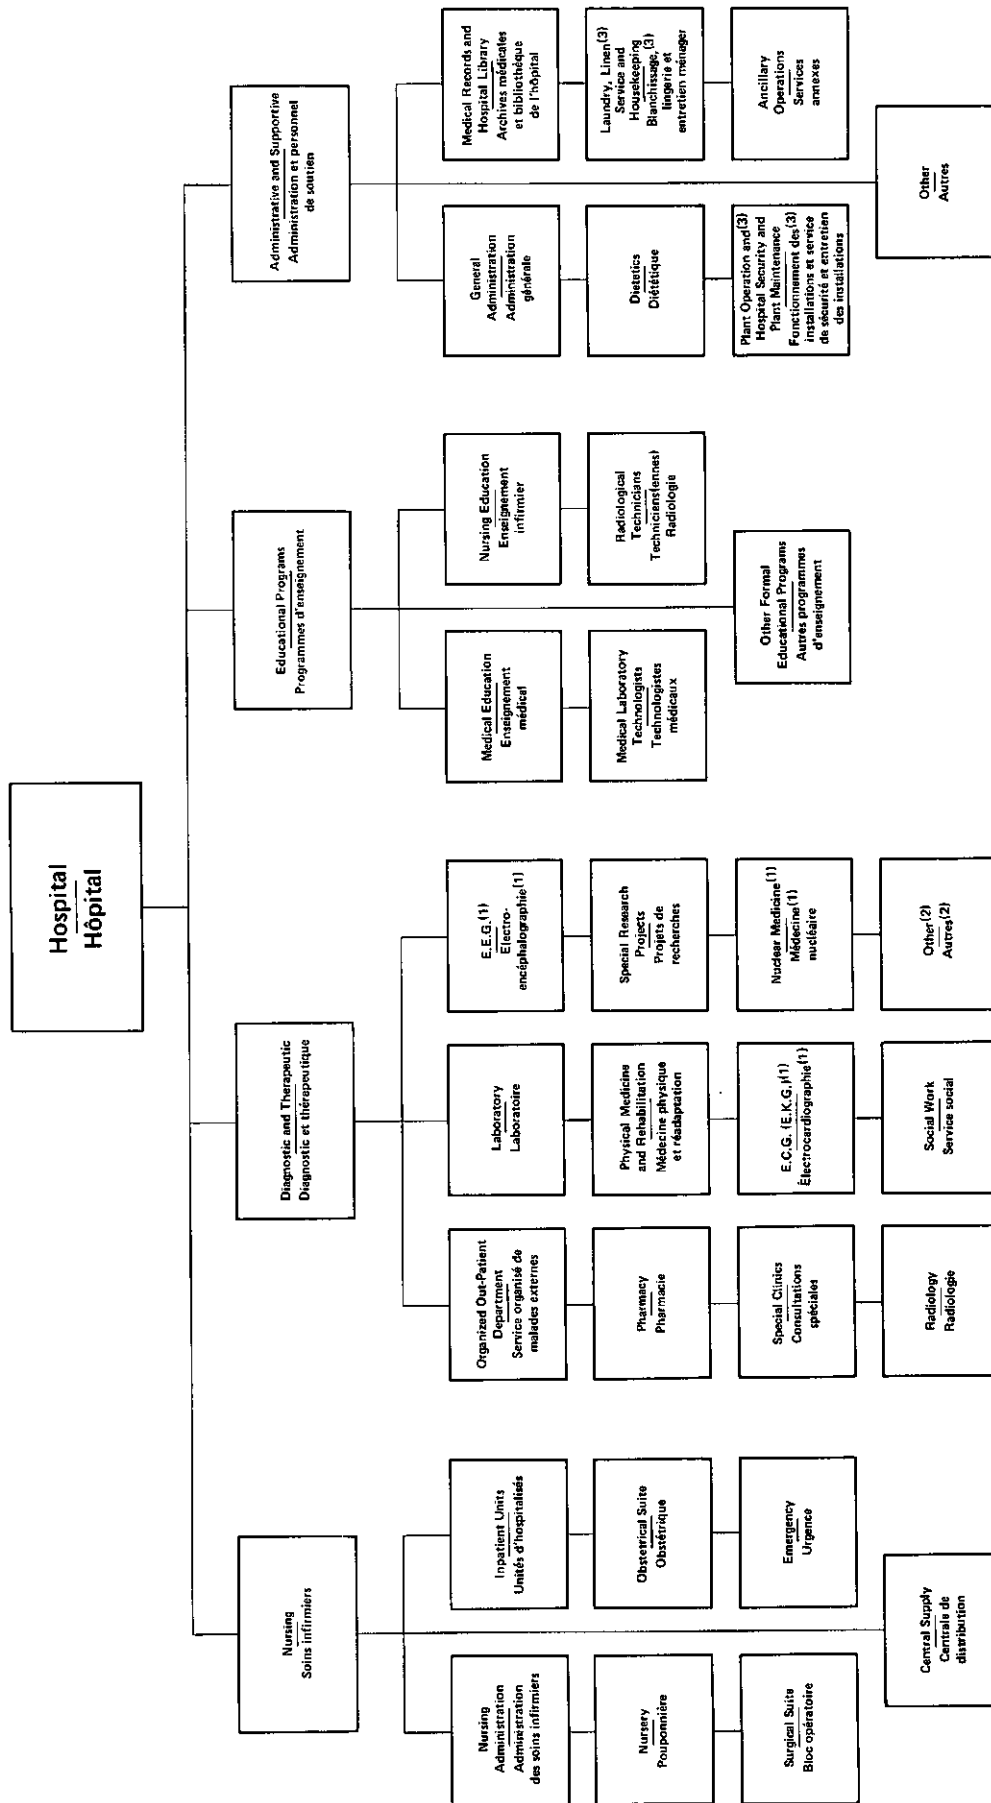 Hospital
Hôpital
Nursing
Soins infirmiers
Diagnostic and Therapeutic
Diagnostic et thérapeutique
Educational Programs
Programmes d'enseignement
Administrative and Supportive
Administration et personnel
de soutien
Nursing
Administration
Administration
des soins infirmiers
Inpatient Units
Unités d'hospitalisés
Nursery
Pouponnière
Obstetrical Suite
Obstétrique
Surgical Suite
Bloc opératoire
Emergency
Urgence
Central Supply
Centrale de
distribution
Organized Out-Patient
Department
Service organisé de
malades externes
Laboratory
Laboratoire
E.E.G.(1)
Electro-
encéphalographie(1)
Pharmacy
Pharmacie
Physical Medicine
and Rehabilitation
Médecine physique
et réadaptation
Special Research
Projects
Projets de
recherches
Special Clinics
Consultations
spéciales
E.C.G. (E.K.G.)(1)
Électrocardiographie(1)
Nuclear Medicine(1)
Médecine(1)
nucléaire
Radiology
Radiologie
Social Work
Service social
Other(2)
Autres(2)
Medical Education
Enseignement
médical
Nursing Education
Enseignement
infirmier
Medical Laboratory
Technologists
Technologistes
médicaux
Radiological
Technicians
Techniciens(ennes)
Radiologie
Other Formal
Educational Programs
Autres programmes
d'enseignement
General
Administration
Administration
générale
Medical Records and
Hospital Library
Archives médicales
et bibliothèque
de l'hôpital
Dietetics
Diététique
Laundry, Linen(3)
Service and
Housekeeping
Blanchissage,(3)
lingerie et
entretien ménager
Plant Operation and(3)
Hospital Security and
Plant Maintenance
Fonctionnement des(3)
installations et service
de sécurité et entretien
des installations
Ancillary
Operations
Services
annexes
Other
Autres